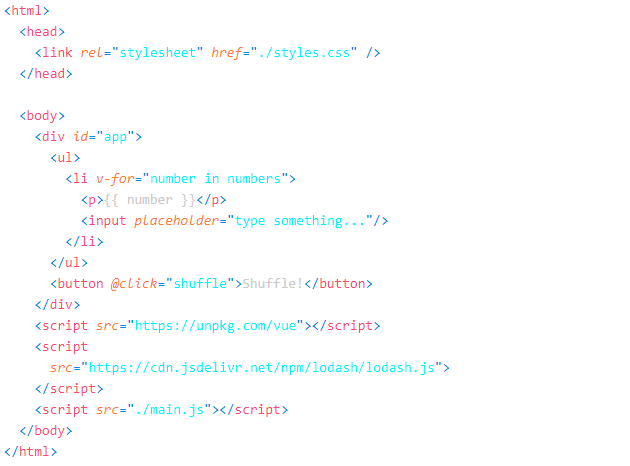 <html>
  <head>
    <link rel="stylesheet" href="./styles.css" />
  </head>

  <body>
    <div id="app">
      <ul>
        <li v-for="number in numbers">
          <p>{{ number }}</p>
          <input placeholder="type something..."/>
        </li>
      </ul>
      <button @click="shuffle">Shuffle!</button>
    </div>
    <script src="https://unpkg.com/vue"></script>
    <script
      src="https://cdn.jsdelivr.net/npm/lodash/lodash.js">
    </script>
    <script src="./main.js"></script>
  </body>
</html>